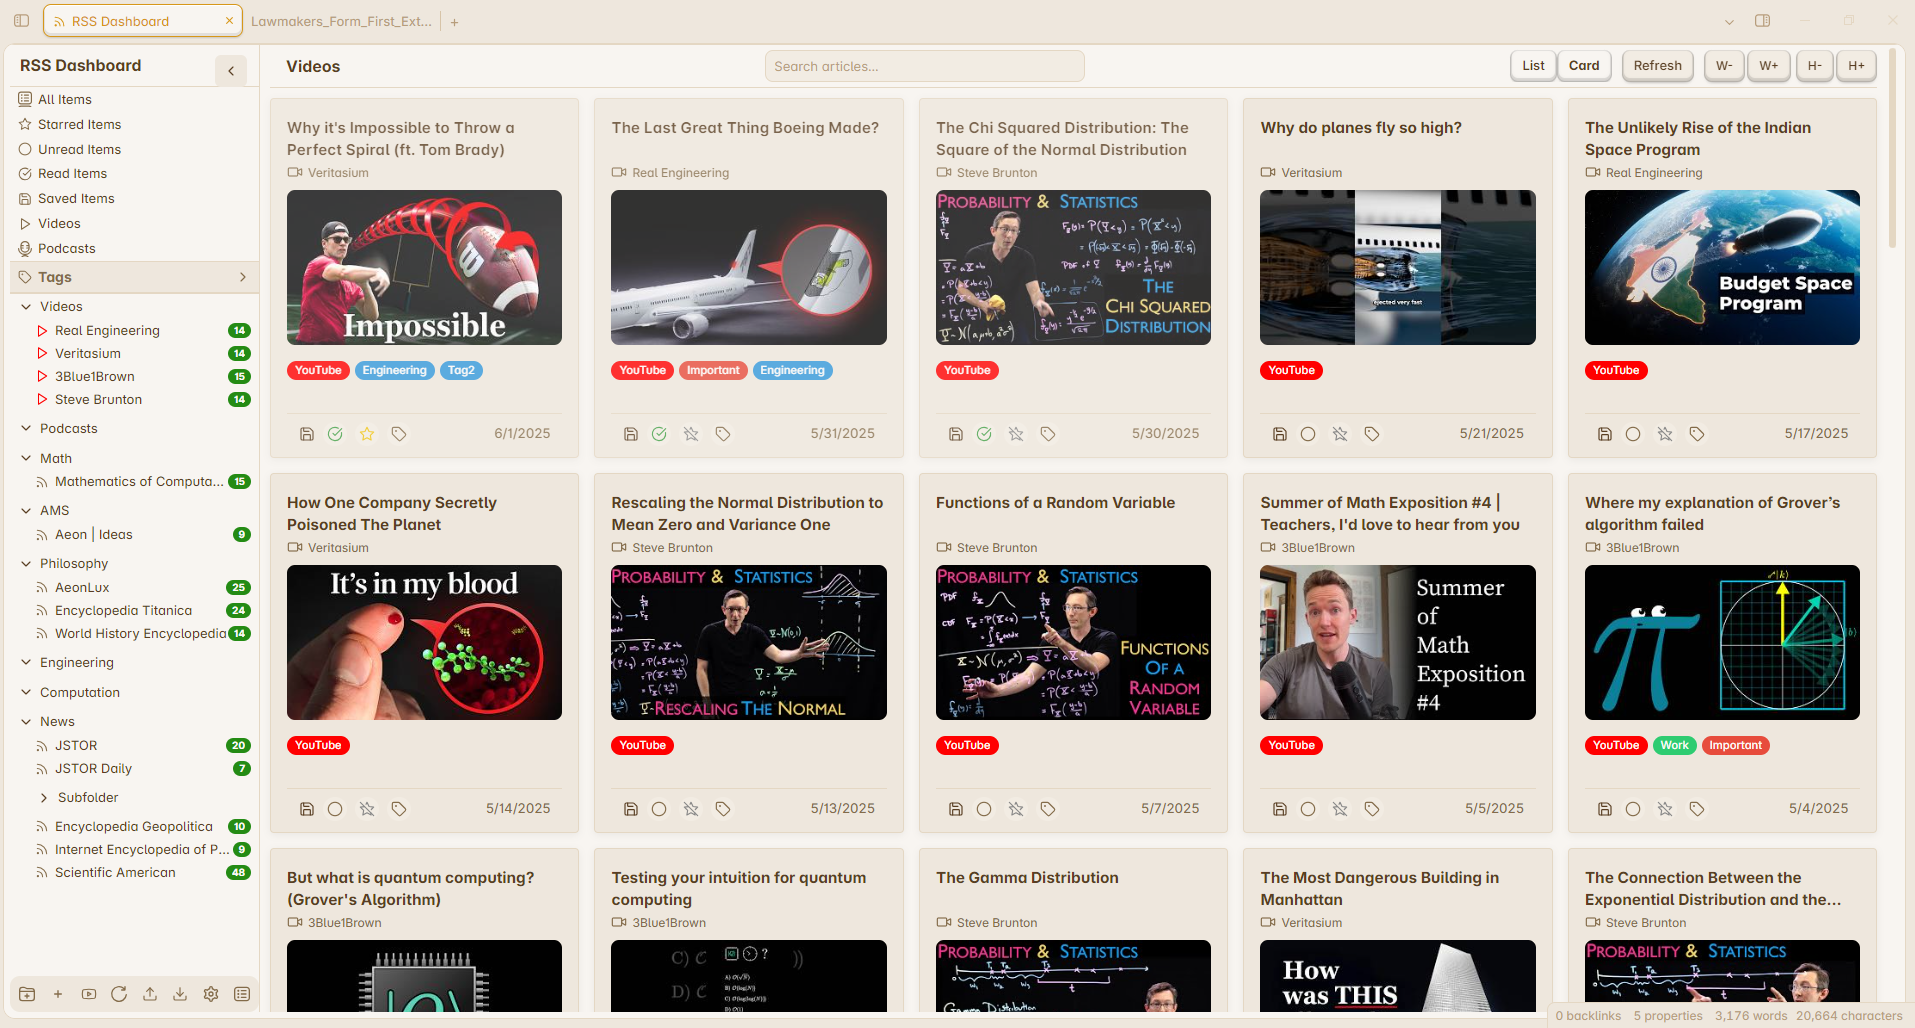 RSS Dashboard
Lawmakers_Form_First_Ext...
RSS Dashboard
All Items
Starred Items
Unread Items
Read Items
Saved Items
Videos
Podcasts
Tags
Videos
Real Engineering 14
Veritasium 14
3Blue1Brown 15
Steve Brunton 14
Podcasts
Math
Mathematics of Computa... 15
AMS
Aeon | Ideas 9
Philosophy
AeonLux 25
Encyclopedia Titanica 24
World History Encyclopedia 14
Engineering
Computation
News
JSTOR 20
JSTOR Daily 7
Subfolder
Encyclopedia Geopolitica 10
Internet Encyclopedia of P... 9
Scientific American 48
Videos
Search articles...
List
Card
Refresh
W-
W+
H-
H+
Why it's Impossible to Throw a
Perfect Spiral (ft. Tom Brady)
Veritasium
Impossible
YouTube Engineering Tag2
6/1/2025
The Last Great Thing Boeing Made?
Real Engineering
YouTube Important Engineering
5/31/2025
The Chi Squared Distribution: The
Square of the Normal Distribution
Steve Brunton
PROBABILITY & STATISTICS
THE
CHI SQUARED
DISTRIBUTION
YouTube
5/30/2025
Why do planes fly so high?
Veritasium
ejected very fast
YouTube
5/21/2025
The Unlikely Rise of the Indian
Space Program
Real Engineering
Budget Space
Program
YouTube
5/17/2025
How One Company Secretly
Poisoned The Planet
Veritasium
It's in my blood
YouTube
5/14/2025
Rescaling the Normal Distribution to
Mean Zero and Variance One
Steve Brunton
PROBABILITY & STATISTICS
RESCALING THE NORMAL
YouTube
5/13/2025
Functions of a Random Variable
Steve Brunton
PROBABILITY & STATISTICS
FUNCTIONS
OF A
RANDOM
VARIABLE
YouTube
5/7/2025
Summer of Math Exposition #4 |
Teachers, I'd love to hear from you
3Blue1Brown
Summer
of
Math
Exposition
#4
YouTube
5/5/2025
Where my explanation of Grover’s
algorithm failed
3Blue1Brown
YouTube Work Important
5/4/2025
But what is quantum computing?
(Grover's Algorithm)
3Blue1Brown
Testing your intuition for quantum
computing
3Blue1Brown
The Gamma Distribution
Steve Brunton
PROBABILITY & STATISTICS
Gamma Distribution
The Most Dangerous Building in
Manhattan
Veritasium
How
was THIS
The Connection Between the
Exponential Distribution and the...
Steve Brunton
PROBABILITY & STATISTICS
0 backlinks 5 properties 3,176 words 20,664 characters